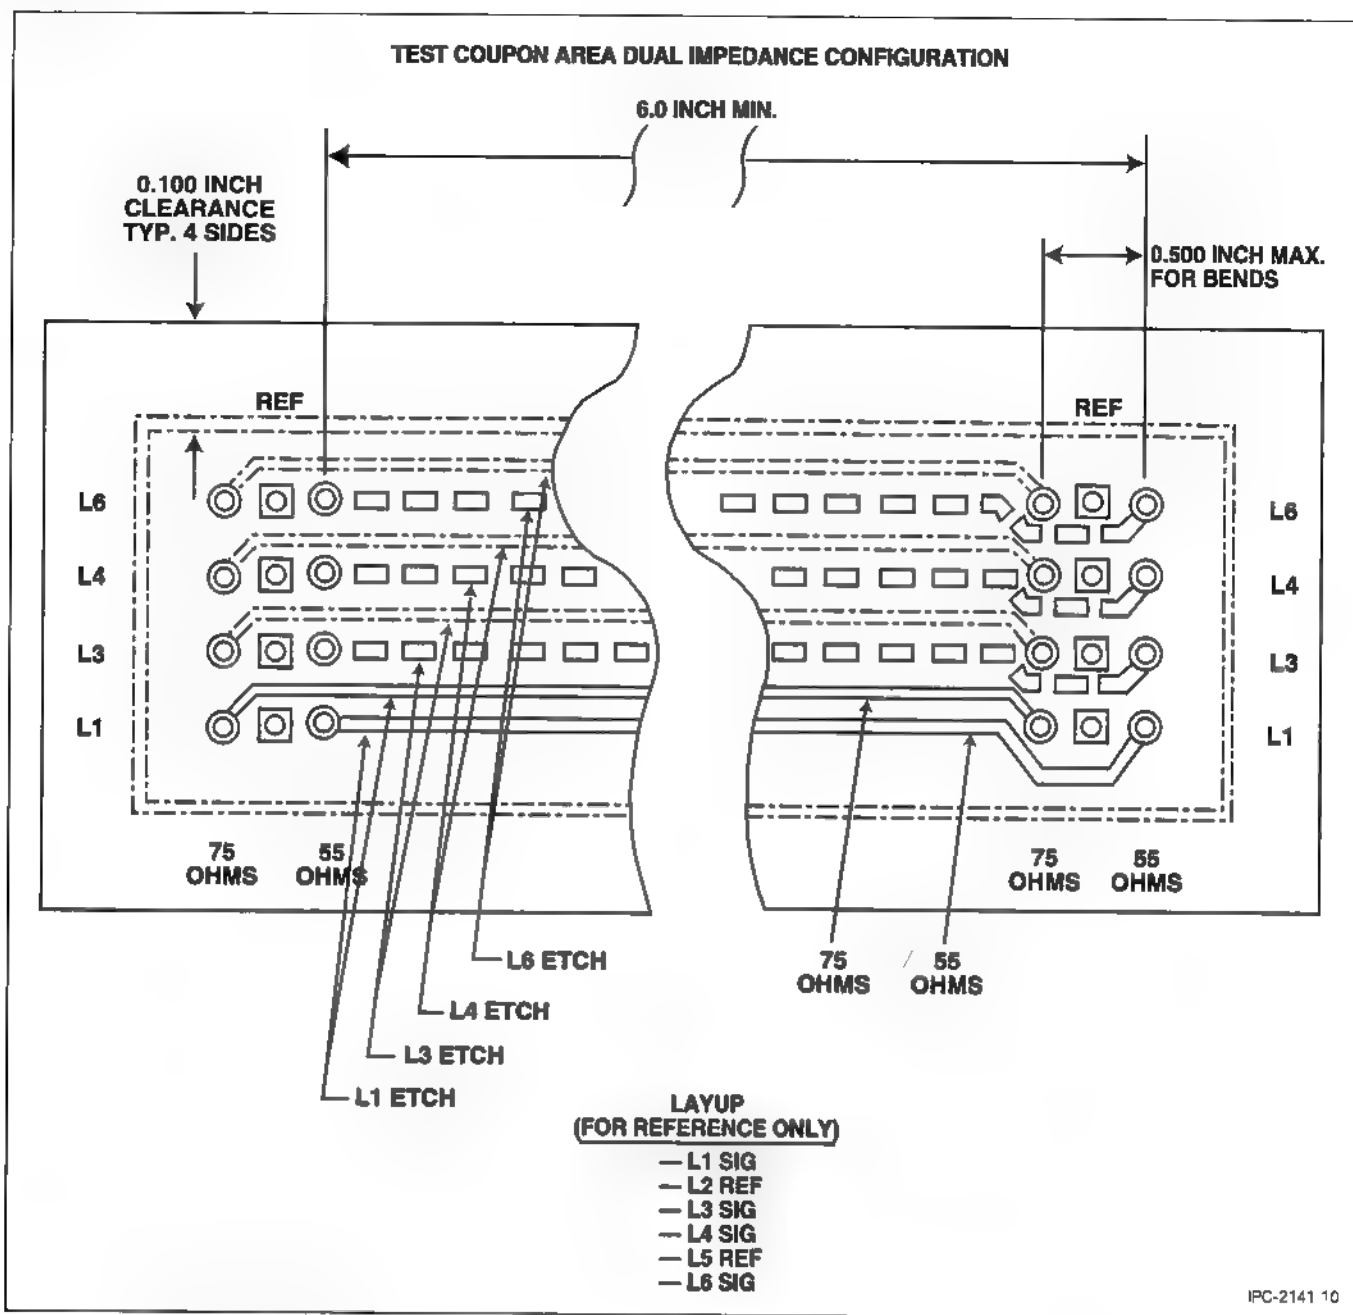 TEST COUPON AREA DUAL IMPEDANCE CONFIGURATION
6.0 INCH MIN.
0.100 INCH
CLEARANCE
TYP. 4 SIDES
0.500 INCH MAX.
FOR BENDS
REF
REF
L6
L6
L4
L4
L3
L3
L1
L1
75
OHMS
55
OHMS
75
OHMS
55
OHMS
L6 ETCH
75
OHMS
55
OHMS
L4 ETCH
L3 ETCH
L1 ETCH
LAYUP
(FOR REFERENCE ONLY)
— L1 SIG
— L2 REF
— L3 SIG
— L4 SIG
— L5 REF
— L6 SIG
IPC-2141 10